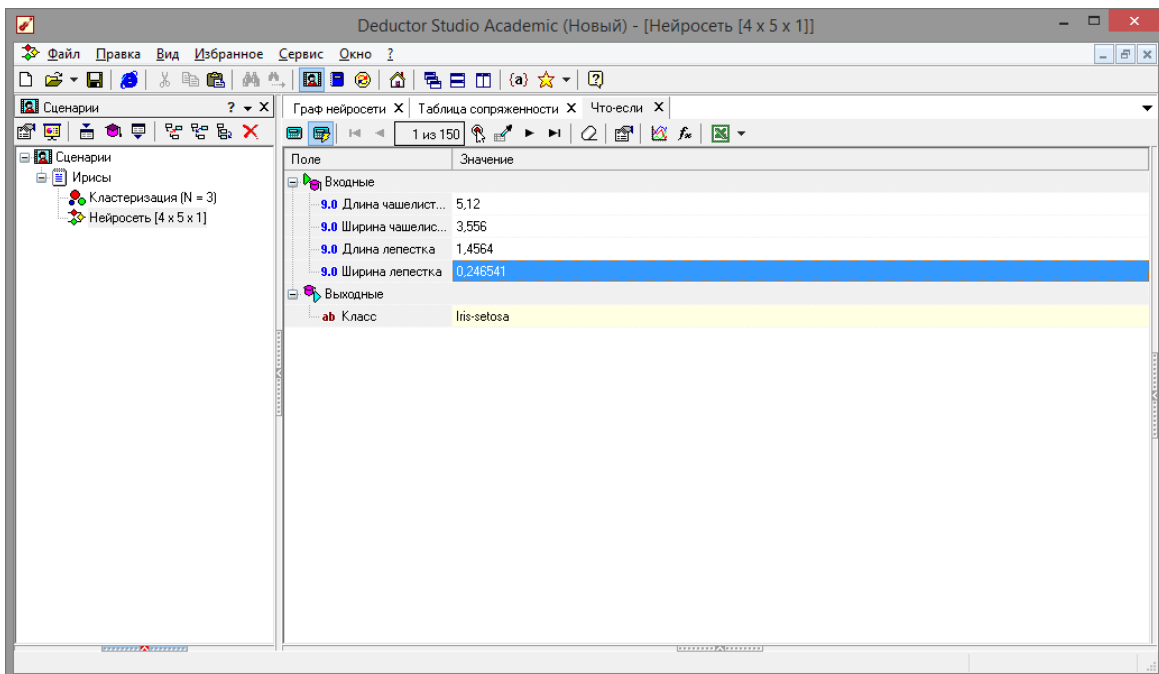 Deductor Studio Academic (Новый) - [Нейросеть [4 x 5 x 1]]
Файл Правка Вид Избранное Сервис Окно ?
{a}
Сценарии ? X
Граф нейросети X Таблица сопряженности X Что-если X
1 из 150 fx
Сценарии
Ирисы
Кластеризация (N = 3)
Нейросеть [4 x 5 x 1]
Поле Значение
Входные
9.0 Длина чашелист... 5,12
9.0 Ширина чашелис... 3,556
9.0 Длина лепестка 1,4564
9.0 Ширина лепестка 0,246541
Выходные
ab Класс Iris-setosa